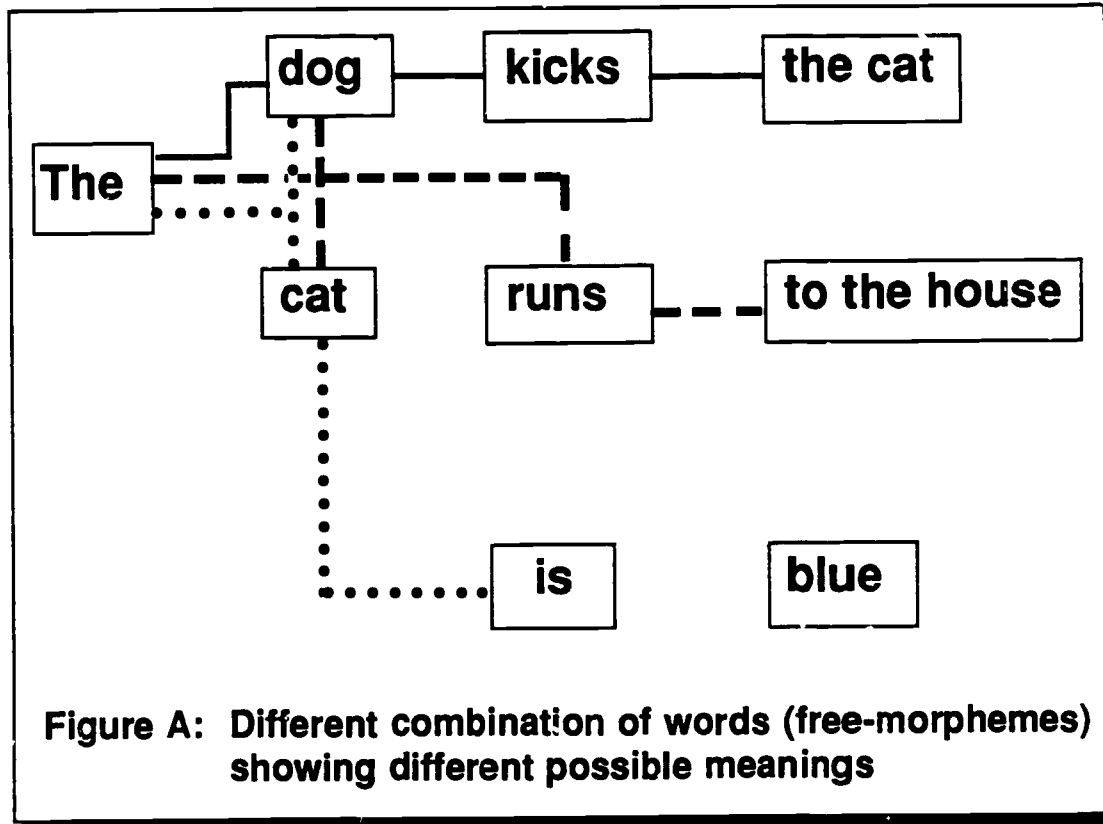 dog kicks the cat
The
cat runs to the house
is blue
Figure A: Different combination of words (free-morphemes)
showing different possible meanings